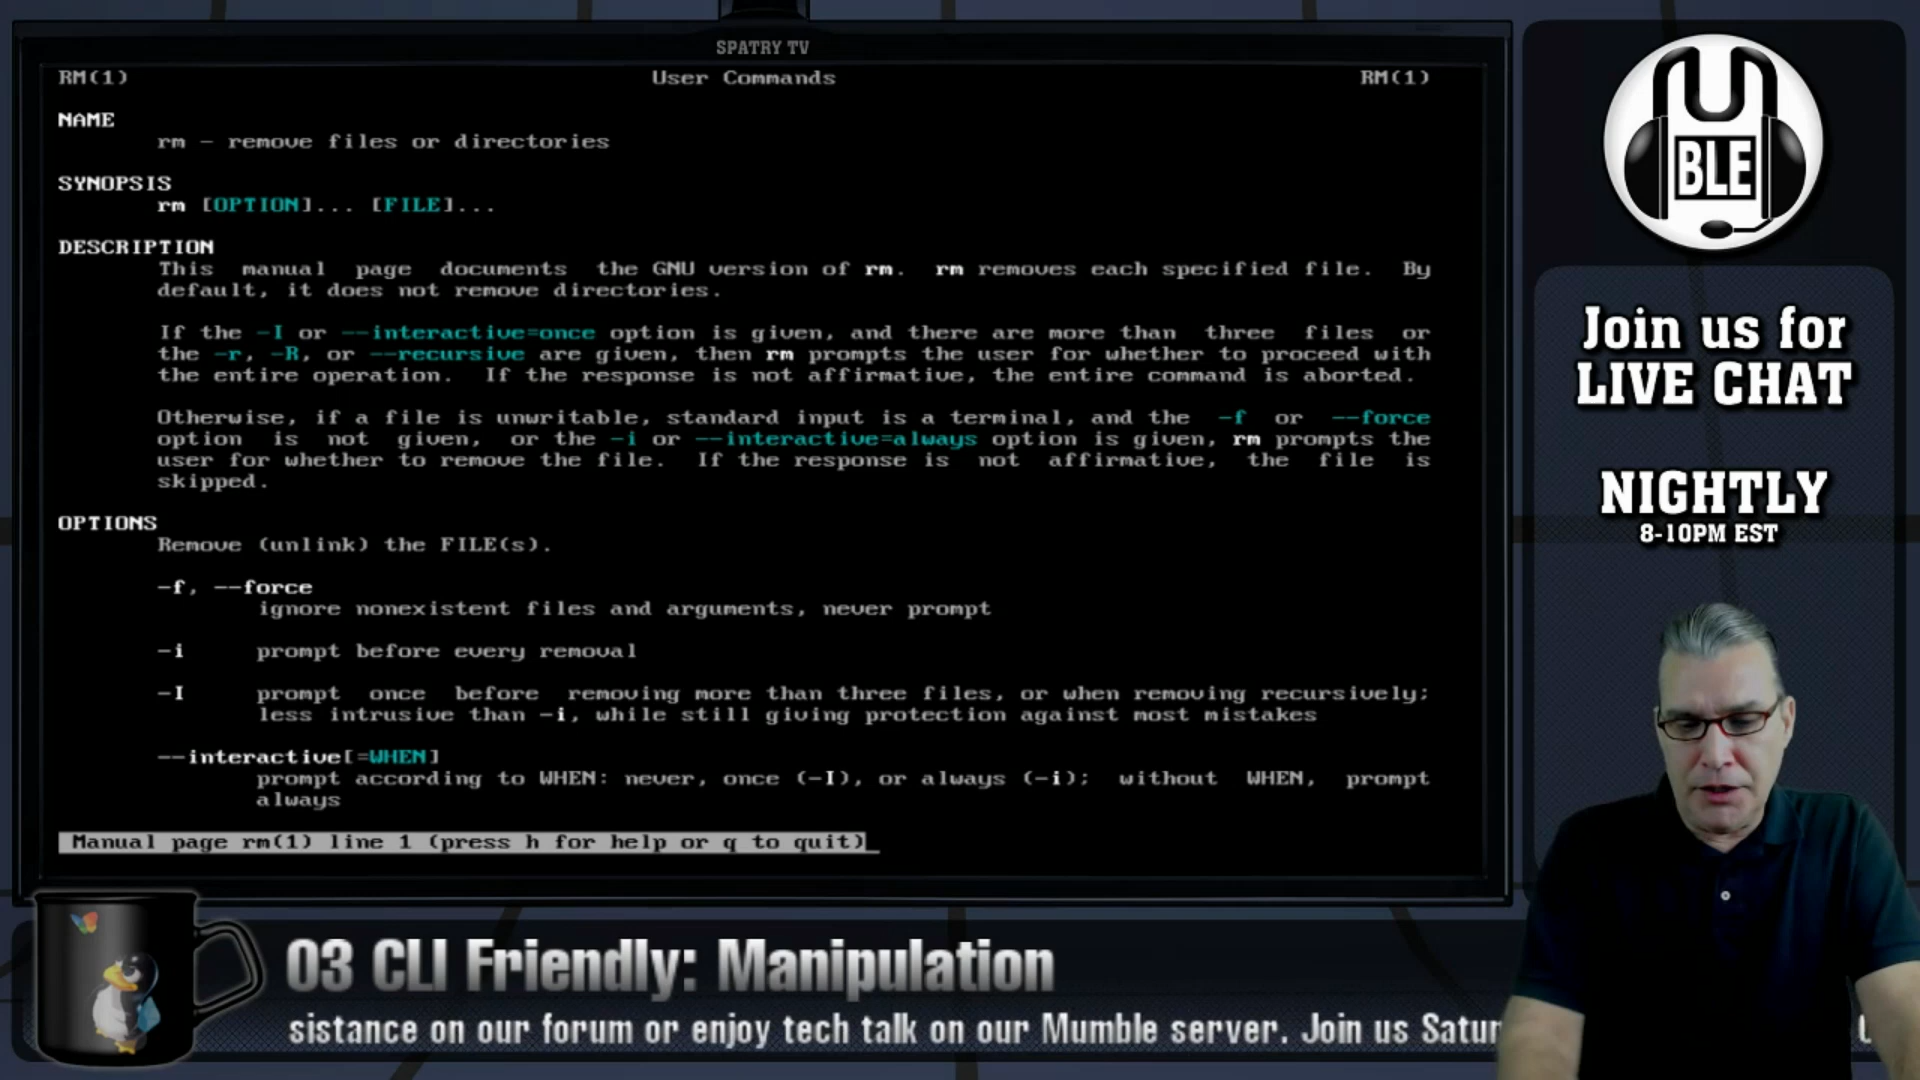 SPATRY TV
RM(1) User Commands RM(1)
NAME
rm - remove files or directories
SYNOPSIS
rm [OPTION]... [FILE]...
DESCRIPTION
This manual page documents the GNU version of rm. rm removes each specified file. By
default, it does not remove directories.
If the -I or --interactive=once option is given, and there are more than three files or
the -r, -R, or --recursive are given, then rm prompts the user for whether to proceed with
the entire operation. If the response is not affirmative, the entire command is aborted.
Otherwise, if a file is unwritable, standard input is a terminal, and the -f or --force
option is not given, or the -i or --interactive=always option is given, rm prompts the
user for whether to remove the file. If the response is not affirmative, the file is
skipped.
OPTIONS
Remove (unlink) the FILE(s).
-f, --force
ignore nonexistent files and arguments, never prompt
-i prompt before every removal
-I prompt once before removing more than three files, or when removing recursively;
less intrusive than -i, while still giving protection against most mistakes
--interactive[=WHEN]
prompt according to WHEN: never, once (-I), or always (-i); without WHEN, prompt
always
Manual page rm(1) line 1 (press h for help or q to quit)
BLE
Join us for
LIVE CHAT
NIGHTLY
8-10PM EST
03 CLI Friendly: Manipulation
sistance on our forum or enjoy tech talk on our Mumble server. Join us Satur